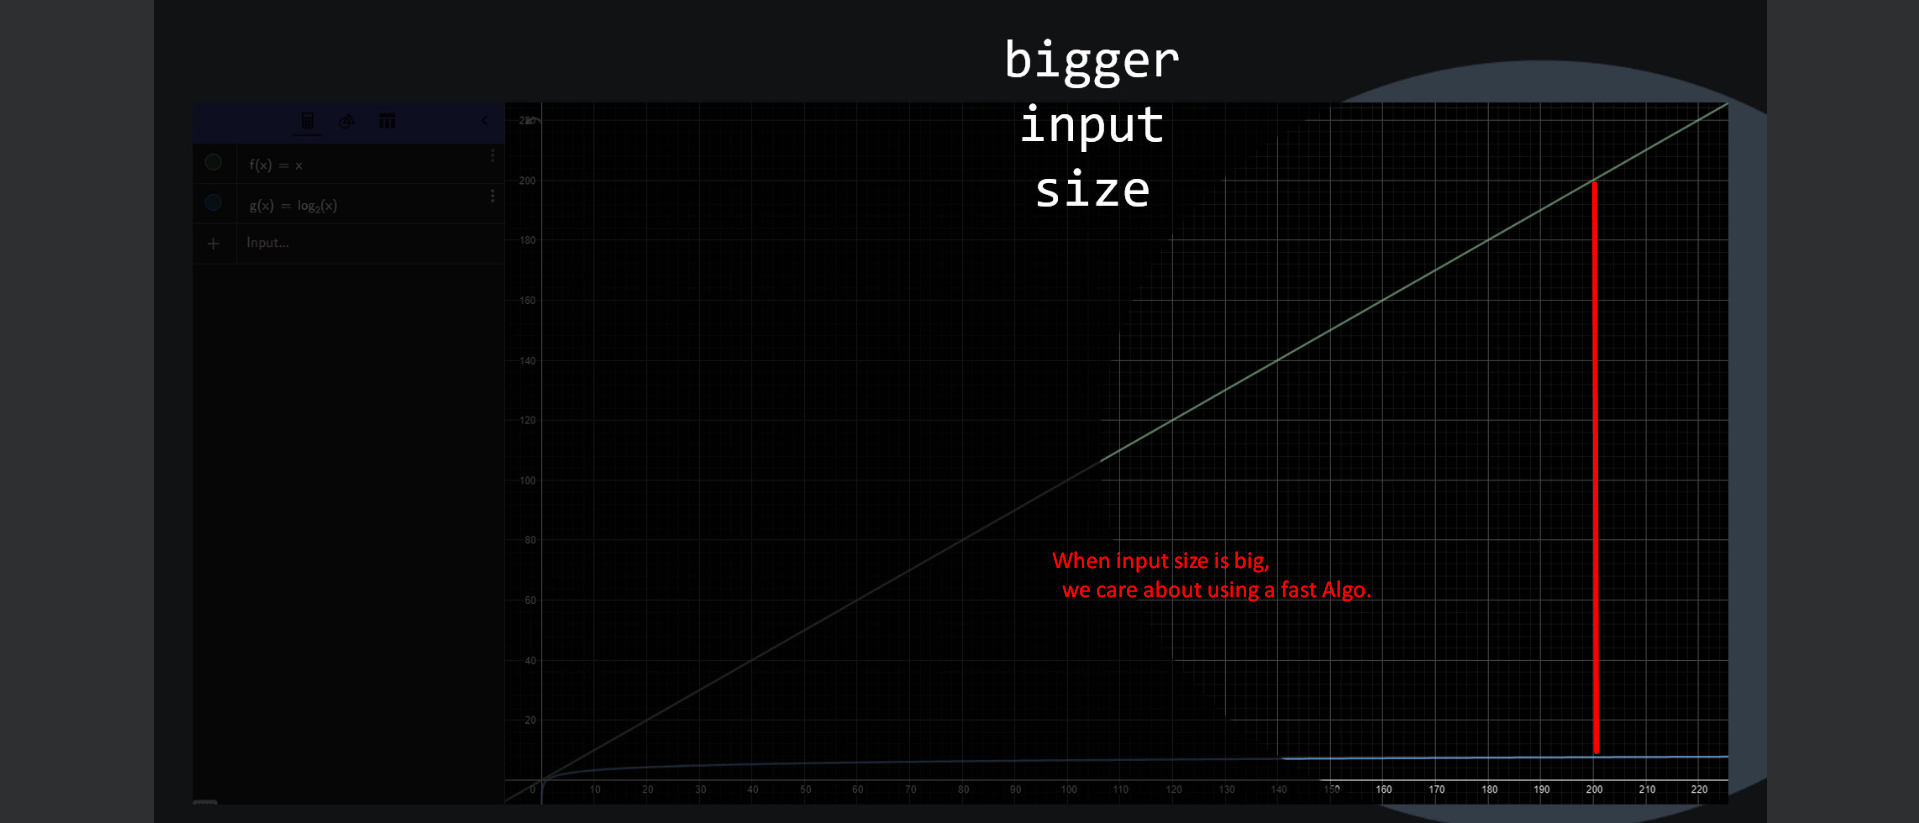 bigger
input
size
f(x) = x
g(x) = log₂(x)
Input...
220
200
180
160
140
120
100
80
60
40
20
When input size is big,
we care about using a fast Algo.
0 10 20 30 40 50 60 70 80 90 100 110 120 130 140 150 160 170 180 190 200 210 220